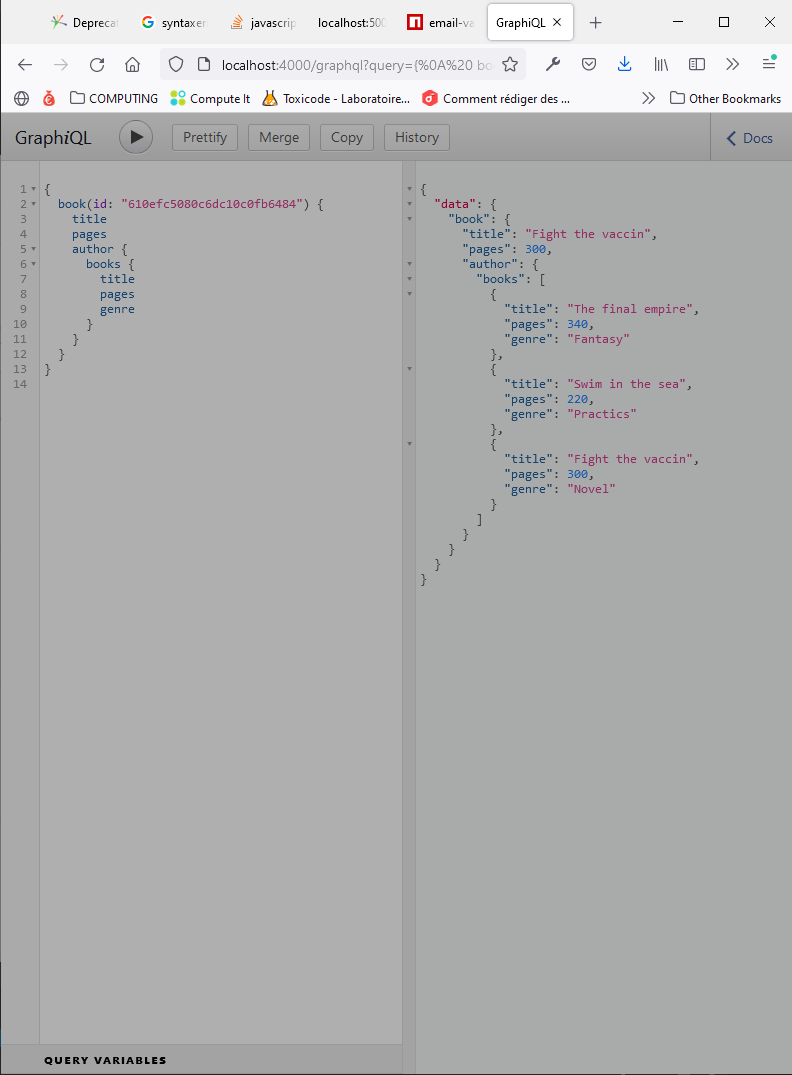 Deprecat syntaxer javascrip localhost:500 email-va GraphiQL
localhost:4000/graphql?query={%0A%20 bo
COMPUTING Compute It Toxicode - Laboratoire... Comment rédiger des ... Other Bookmarks
GraphiQL Prettify Merge Copy History Docs
1 {
2 book(id: "610efc5080c6dc10c0fb6484") {
3 title
4 pages
5 author {
6 books {
7 title
8 pages
9 genre
10 }
11 }
12 }
13 }
14
{
"data": {
"book": {
"title": "Fight the vaccin",
"pages": 300,
"author": {
"books": [
{
"title": "The final empire",
"pages": 340,
"genre": "Fantasy"
},
{
"title": "Swim in the sea",
"pages": 220,
"genre": "Practics"
},
{
"title": "Fight the vaccin",
"pages": 300,
"genre": "Novel"
}
]
}
}
}
}
QUERY VARIABLES